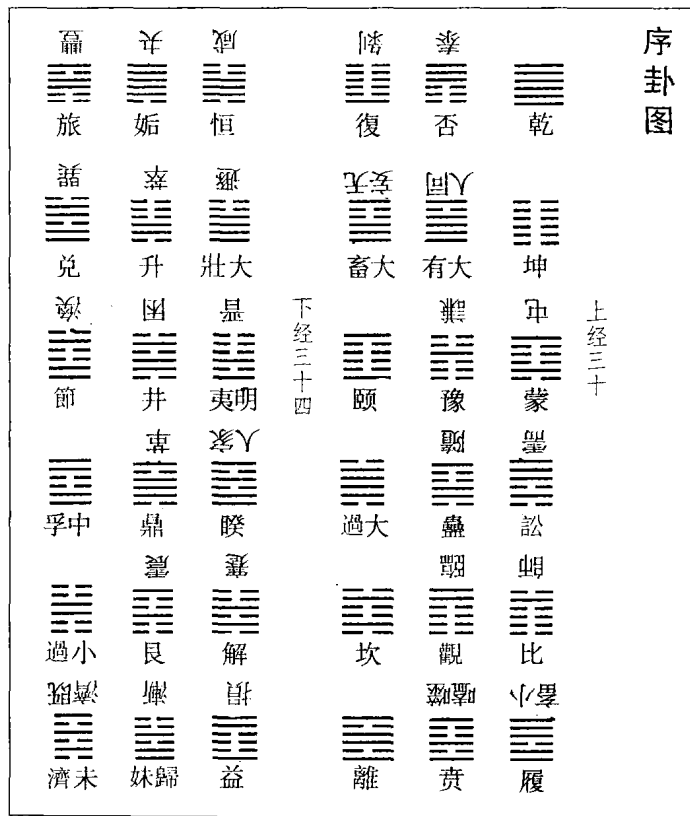 序卦图
上经三十
乾
坤
屯
蒙
需
訟
師
比
小畜
履
泰
否
同人
大有
謙
豫
隨
蠱
臨
觀
噬嗑
贲
剝
復
无妄
大畜
颐
大過
坎
離
下经三十四
咸
恒
遯
大壯
晋
明夷
家人
睽
蹇
解
損
益
夬
姤
萃
升
困
井
革
鼎
震
艮
漸
歸妹
豐
旅
巽
兑
渙
節
中孚
小過
既濟
未濟